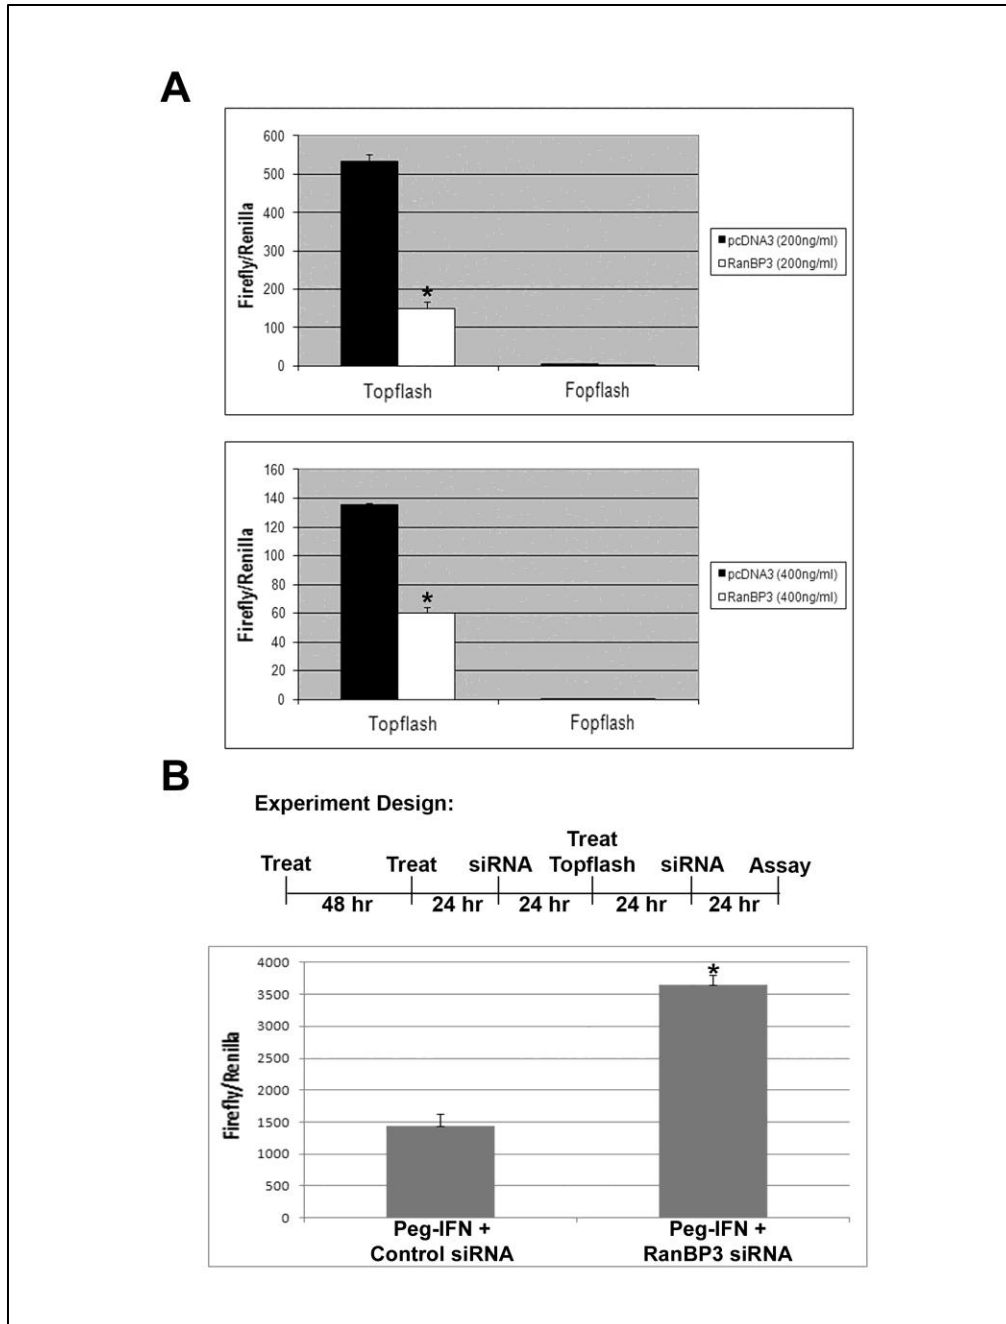 A
600
500
400
300
200
100
0
Firefly/Renilla
*
Topflash Fopflash
pcDNA3 (200ng/ml)
RanBP3 (200ng/ml)
160
140
120
100
80
60
40
20
0
Firefly/Renilla
*
Topflash Fopflash
pcDNA3 (400ng/ml)
RanBP3 (400ng/ml)
B
Experiment Design:
Treat
Treat Treat siRNA Topflash siRNA Assay
48 hr 24 hr 24 hr 24 hr 24 hr
4000
3500
3000
2500
2000
1500
1000
500
0
Firefly/Renilla
*
Peg-IFN + Peg-IFN +
Control siRNA RanBP3 siRNA